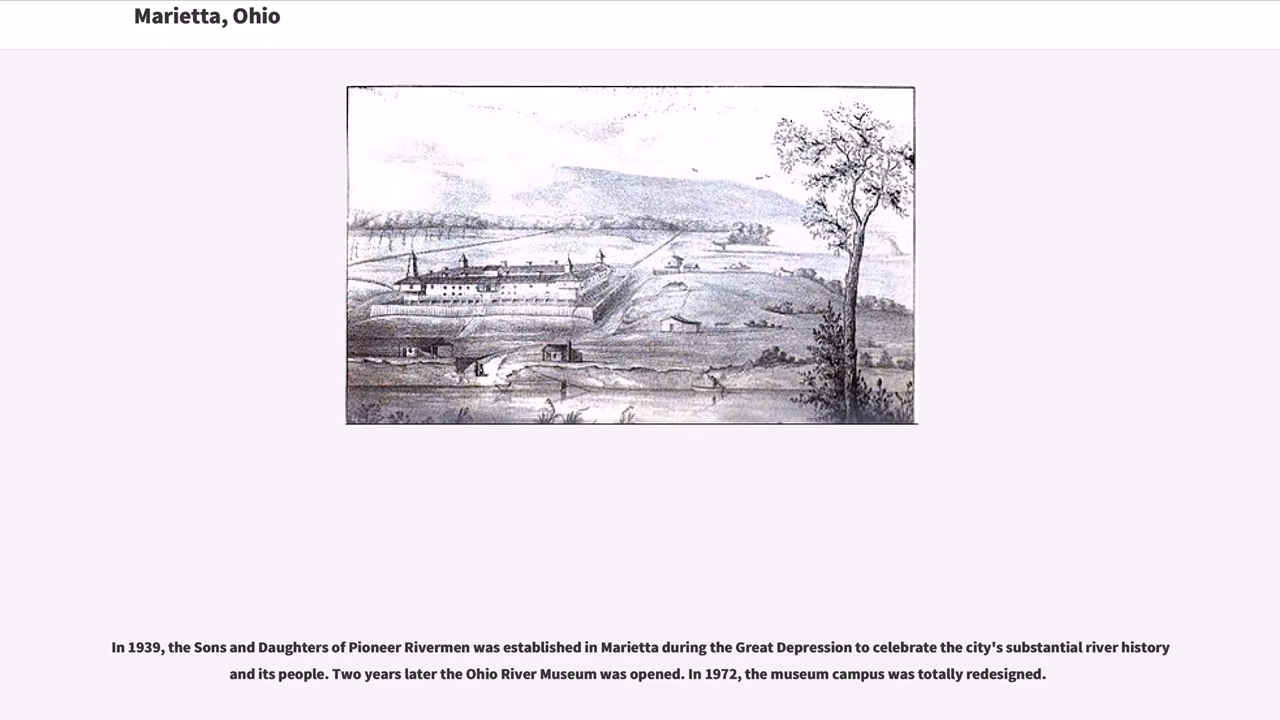 Marietta, Ohio
In 1939, the Sons and Daughters of Pioneer Rivermen was established in Marietta during the Great Depression to celebrate the city's substantial river history
and its people. Two years later the Ohio River Museum was opened. In 1972, the museum campus was totally redesigned.